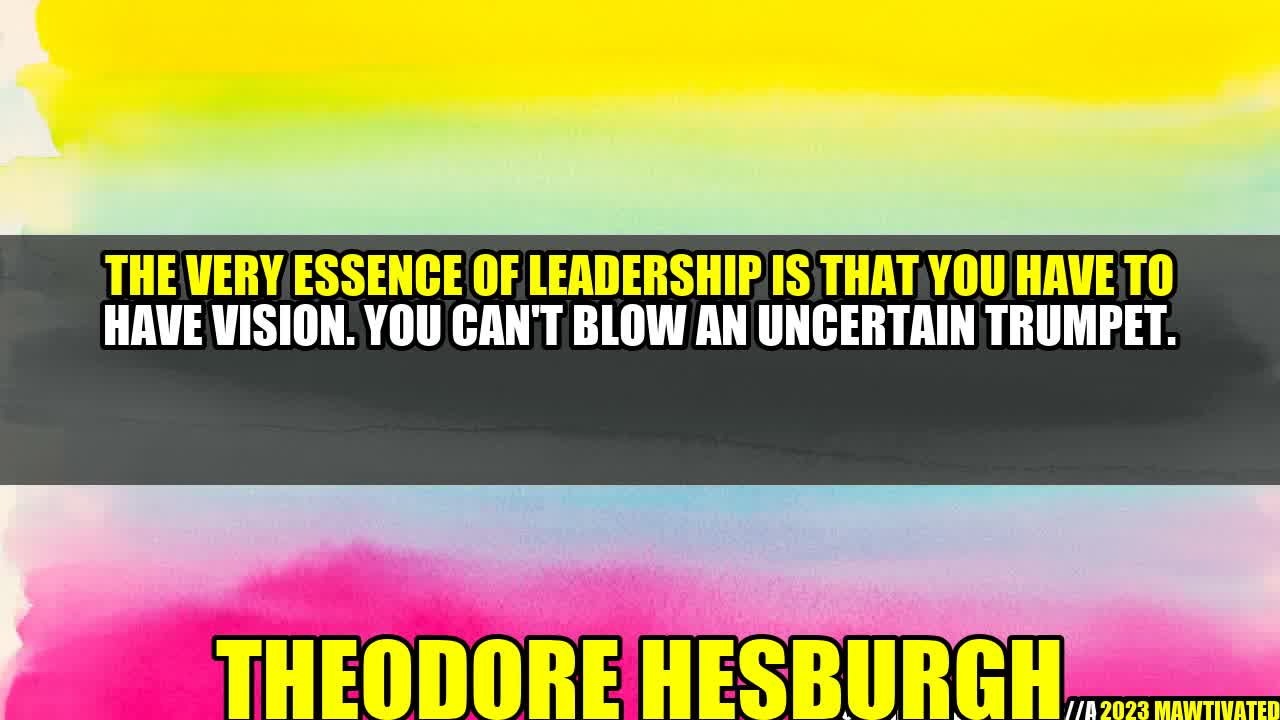 THE VERY ESSENCE OF LEADERSHIP IS THAT YOU HAVE TO
HAVE VISION. YOU CAN'T BLOW AN UNCERTAIN TRUMPET.
THEODORE HESBURGH
//A 2023 MAWTIVATED